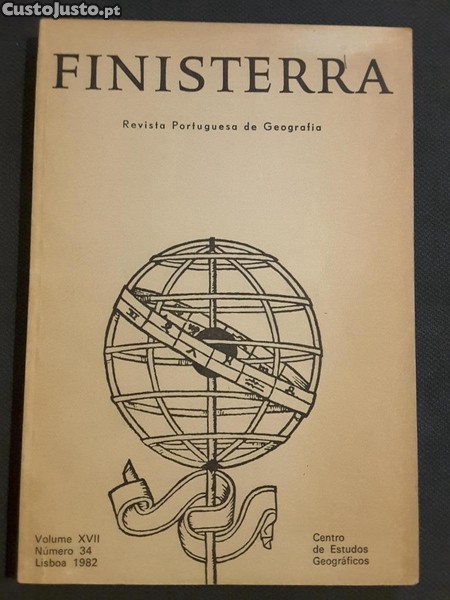 CustoJusto.pt
FINISTERRA
Revista Portuguesa de Geografia
Volume XVII
Número 34
Lisboa 1982
Centro
de Estudos
Geográficos